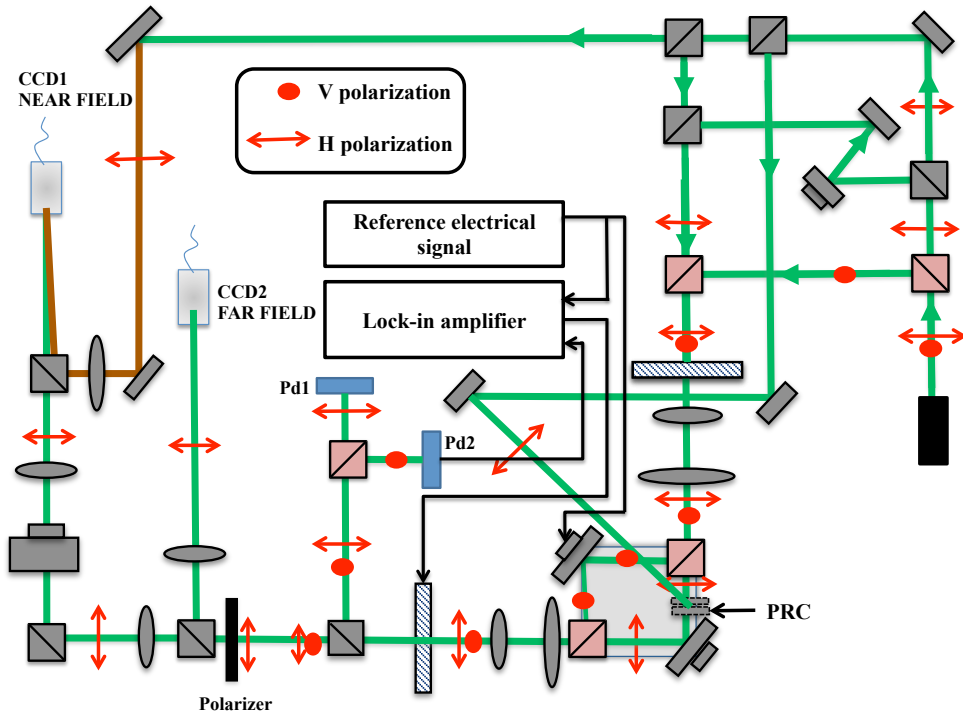 CCD1
NEAR FIELD
V polarization
H polarization
Reference electrical
signal
CCD2
FAR FIELD
Lock-in amplifier
Pd1
Pd2
PRC
Polarizer